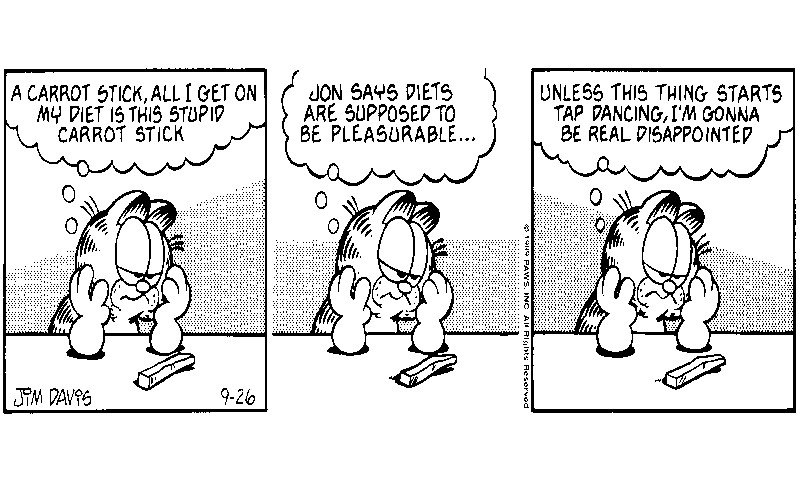 A CARROT STICK, ALL I GET ON
MY DIET IS THIS STUPID
CARROT STICK
JIM DAVIS
9-26
JON SAYS DIETS
ARE SUPPOSED TO
BE PLEASURABLE...
© 1989 PAWS, INC. All Rights Reserved
UNLESS THIS THING STARTS
TAP DANCING, I'M GONNA
BE REAL DISAPPOINTED